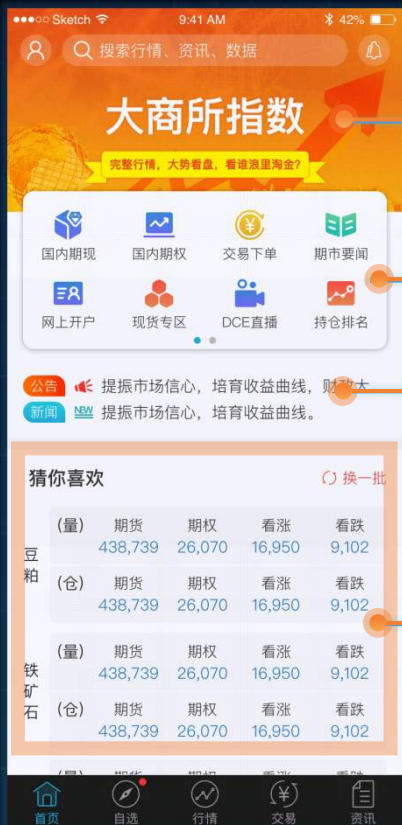 Sketch 9:41 AM 42%
搜索行情、资讯、数据
大商所指数
完整行情，大势看盘，看谁浪里淘金？
国内期现 国内期权 交易下单 期市要闻
网上开户 现货专区 DCE直播 持仓排名
公告 提振市场信心，培育收益曲线，财政大
新闻 NEW 提振市场信心，培育收益曲线。
猜你喜欢 换一批
豆粕
(量) 期货 期权 看涨 看跌
438,739 26,070 16,950 9,102
(仓) 期货 期权 看涨 看跌
438,739 26,070 16,950 9,102
铁矿石
(量) 期货 期权 看涨 看跌
438,739 26,070 16,950 9,102
(仓) 期货 期权 看涨 看跌
438,739 26,070 16,950 9,102
首页 自选 行情 交易 资讯